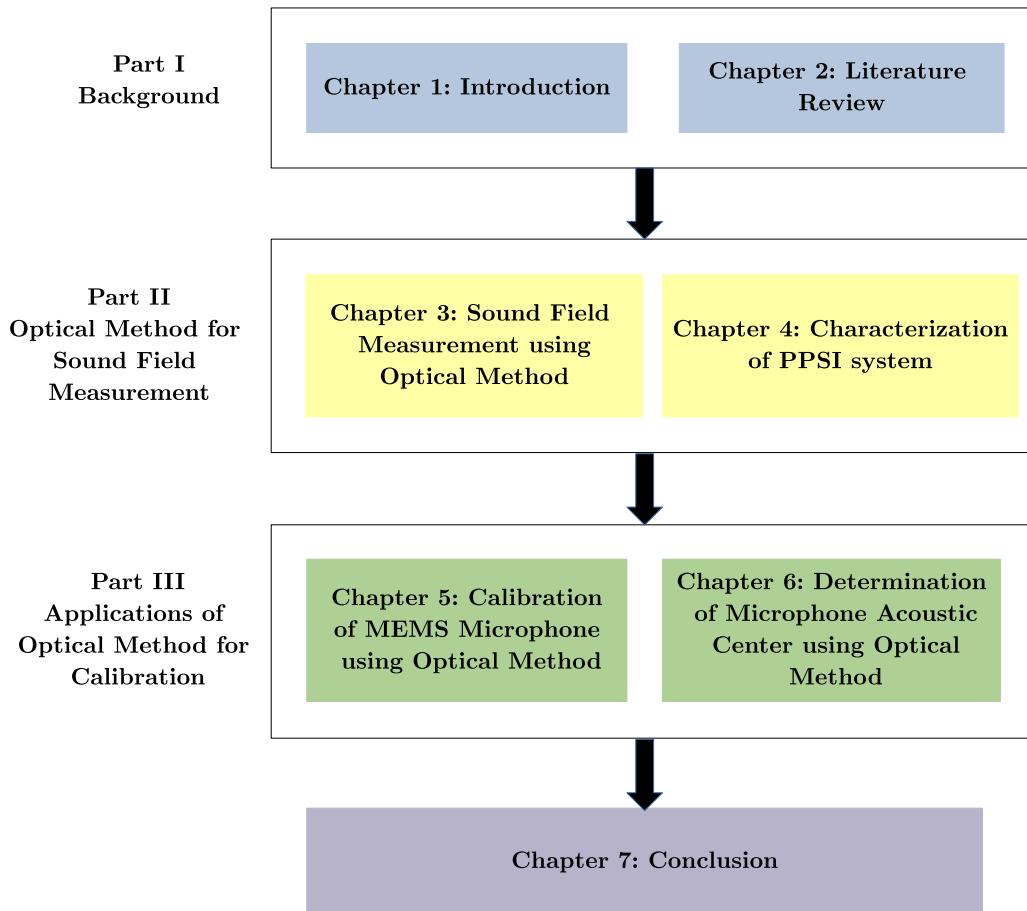 Part I
Background
Chapter 1: Introduction
Chapter 2: Literature
Review
Part II
Optical Method for
Sound Field
Measurement
Chapter 3: Sound Field
Measurement using
Optical Method
Chapter 4: Characterization
of PPSI system
Part III
Applications of
Optical Method for
Calibration
Chapter 5: Calibration
of MEMS Microphone
using Optical Method
Chapter 6: Determination
of Microphone Acoustic
Center using Optical
Method
Chapter 7: Conclusion